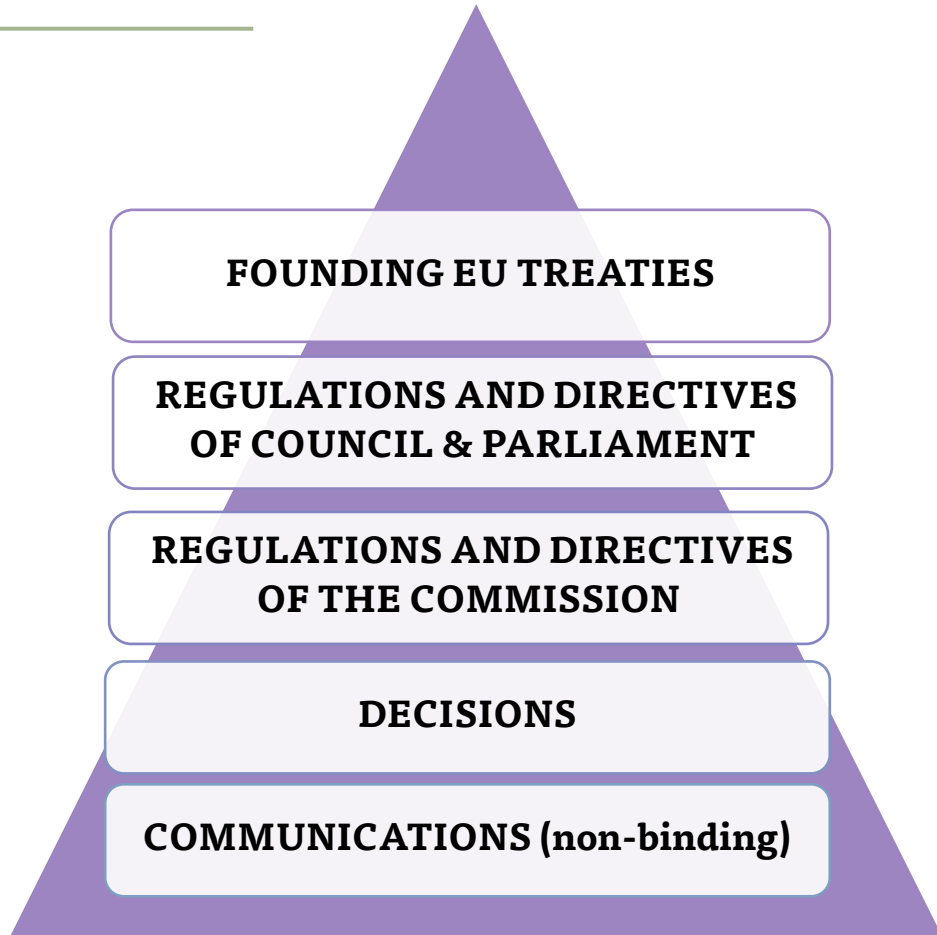 FOUNDING EU TREATIES
REGULATIONS AND DIRECTIVES
OF COUNCIL & PARLIAMENT
REGULATIONS AND DIRECTIVES
OF THE COMMISSION
DECISIONS
COMMUNICATIONS (non-binding)